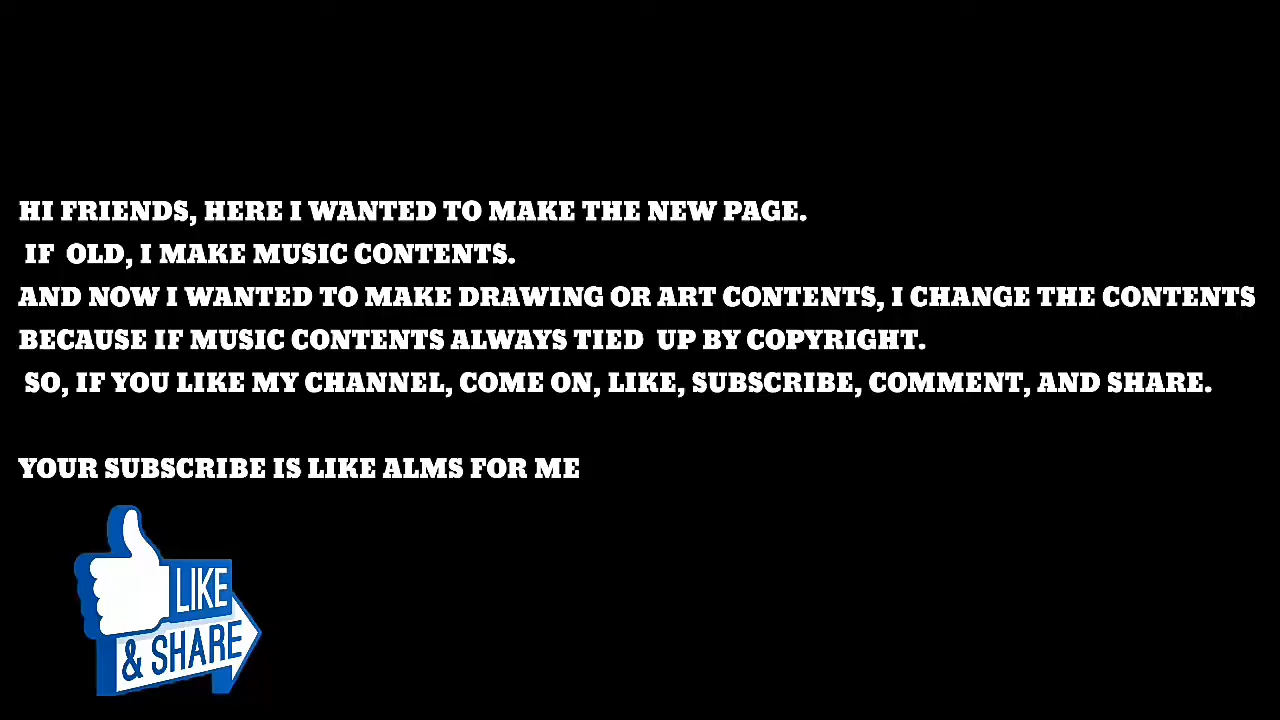 HI FRIENDS, HERE I WANTED TO MAKE THE NEW PAGE.
IF OLD, I MAKE MUSIC CONTENTS.
AND NOW I WANTED TO MAKE DRAWING OR ART CONTENTS, I CHANGE THE CONTENTS
BECAUSE IF MUSIC CONTENTS ALWAYS TIED UP BY COPYRIGHT.
SO, IF YOU LIKE MY CHANNEL, COME ON, LIKE, SUBSCRIBE, COMMENT, AND SHARE.
YOUR SUBSCRIBE IS LIKE ALMS FOR ME
LIKE
& SHARE